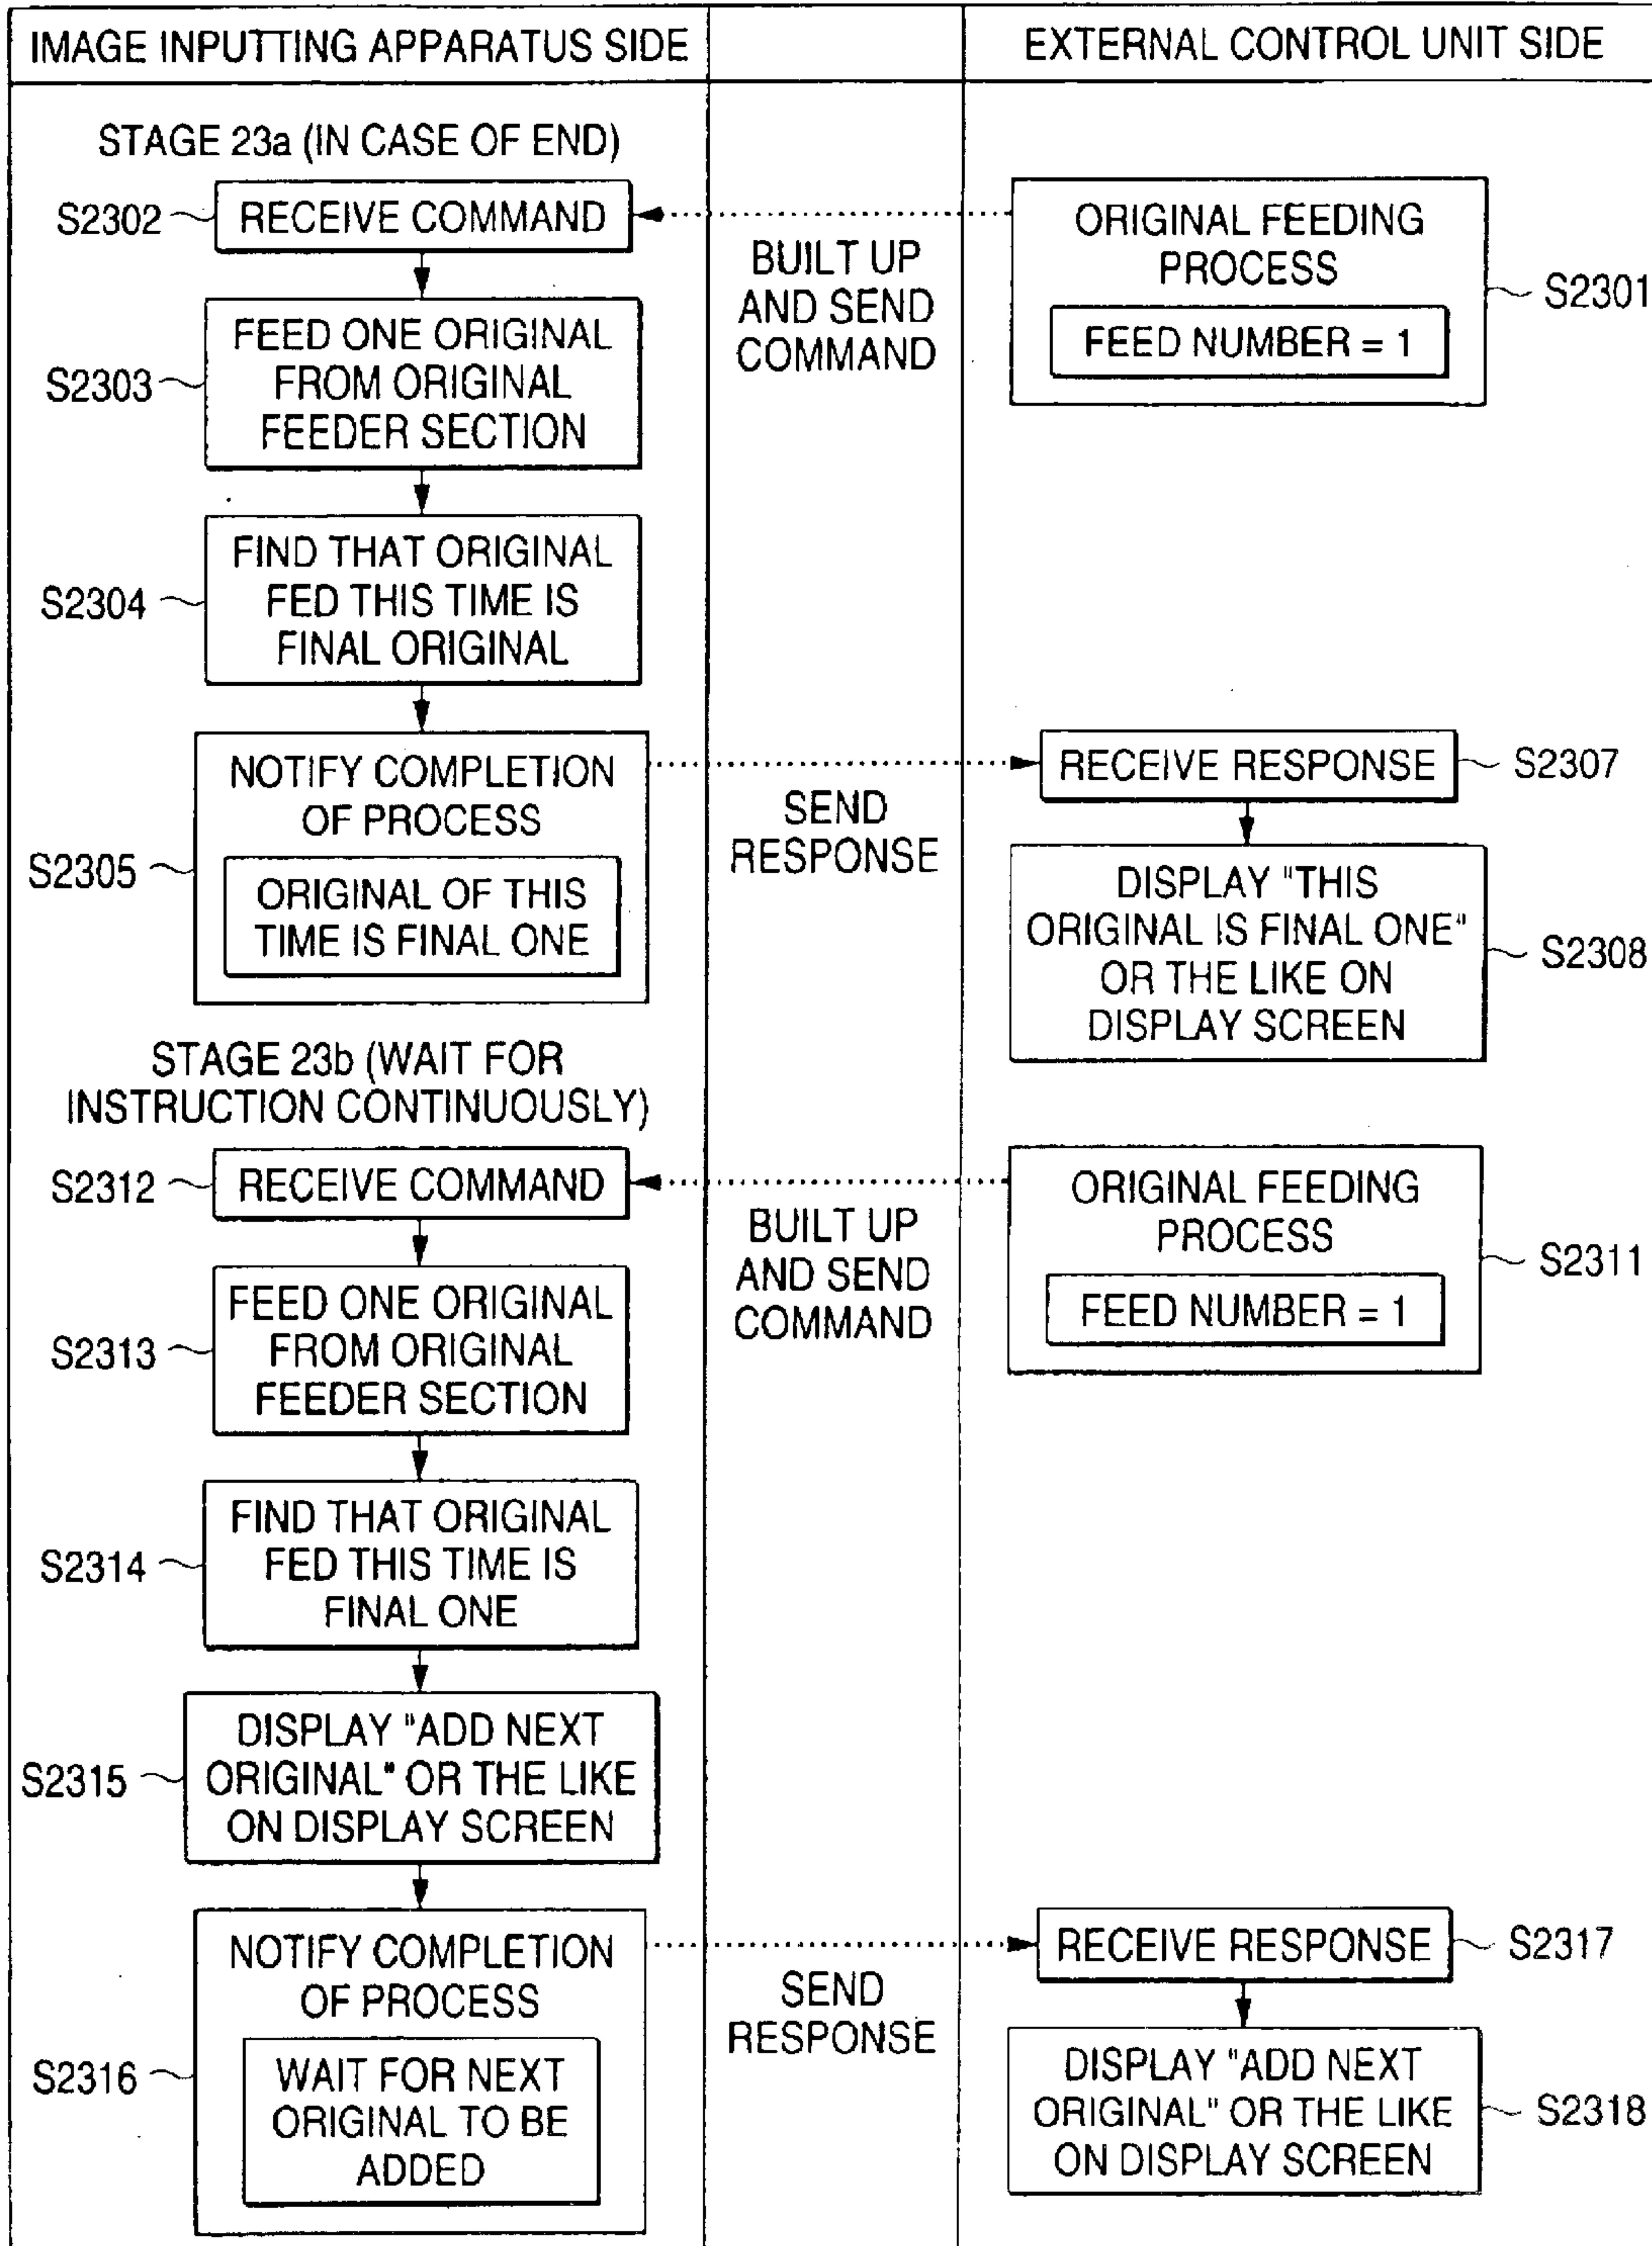 IMAGE INPUTTING APPARATUS SIDE
EXTERNAL CONTROL UNIT SIDE
STAGE 23a (IN CASE OF END)
S2302
RECEIVE COMMAND
BUILT UP
AND SEND
COMMAND
ORIGINAL FEEDING
PROCESS
FEED NUMBER = 1
S2301
S2303
FEED ONE ORIGINAL
FROM ORIGINAL
FEEDER SECTION
S2304
FIND THAT ORIGINAL
FED THIS TIME IS
FINAL ORIGINAL
S2305
NOTIFY COMPLETION
OF PROCESS
ORIGINAL OF THIS
TIME IS FINAL ONE
SEND
RESPONSE
RECEIVE RESPONSE
S2307
DISPLAY "THIS
ORIGINAL IS FINAL ONE"
OR THE LIKE ON
DISPLAY SCREEN
S2308
STAGE 23b (WAIT FOR
INSTRUCTION CONTINUOUSLY)
S2312
RECEIVE COMMAND
BUILT UP
AND SEND
COMMAND
ORIGINAL FEEDING
PROCESS
FEED NUMBER = 1
S2311
S2313
FEED ONE ORIGINAL
FROM ORIGINAL
FEEDER SECTION
S2314
FIND THAT ORIGINAL
FED THIS TIME IS
FINAL ONE
S2315
DISPLAY "ADD NEXT
ORIGINAL" OR THE LIKE
ON DISPLAY SCREEN
S2316
NOTIFY COMPLETION
OF PROCESS
WAIT FOR NEXT
ORIGINAL TO BE
ADDED
SEND
RESPONSE
RECEIVE RESPONSE
S2317
DISPLAY "ADD NEXT
ORIGINAL" OR THE LIKE
ON DISPLAY SCREEN
S2318